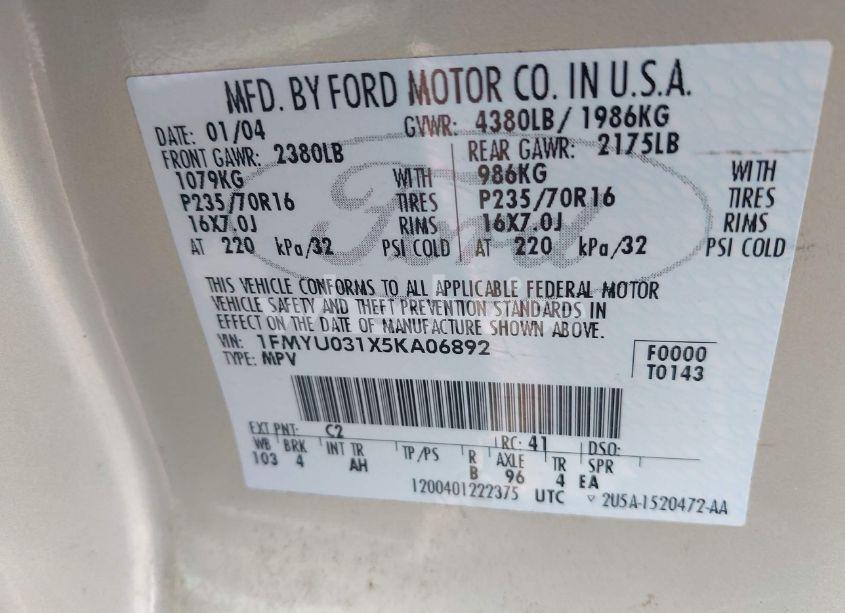 MFD. BY FORD MOTOR CO. IN U.S.A.
DATE: 01/04 GVWR: 4380LB/ 1986KG
FRONT GAWR: 2380LB REAR GAWR: 2175LB
1079KG WITH 986KG WITH
P235/70R16 TIRES P235/70R16 TIRES
16X7.0J RIMS 16X7.0J RIMS
AT 220 kPa/32 PSI COLD AT 220 kPa/32 PSI COLD
Ford
THIS VEHICLE CONFORMS TO ALL APPLICABLE FEDERAL MOTOR
VEHICLE SAFETY AND THEFT PREVENTION STANDARDS IN
EFFECT ON THE DATE OF MANUFACTURE SHOWN ABOVE.
VIN: 1FMYU031X5KA06892
TYPE: MPV
F0000
T0143
EXT PNT: C2 RC: 41 DSO:
WB BRK INT TR TP/PS R AXLE TR SPR
103 4 AH B 96 4 EA
1200401222375 UTC ▽ 2U5A-1520472-AA